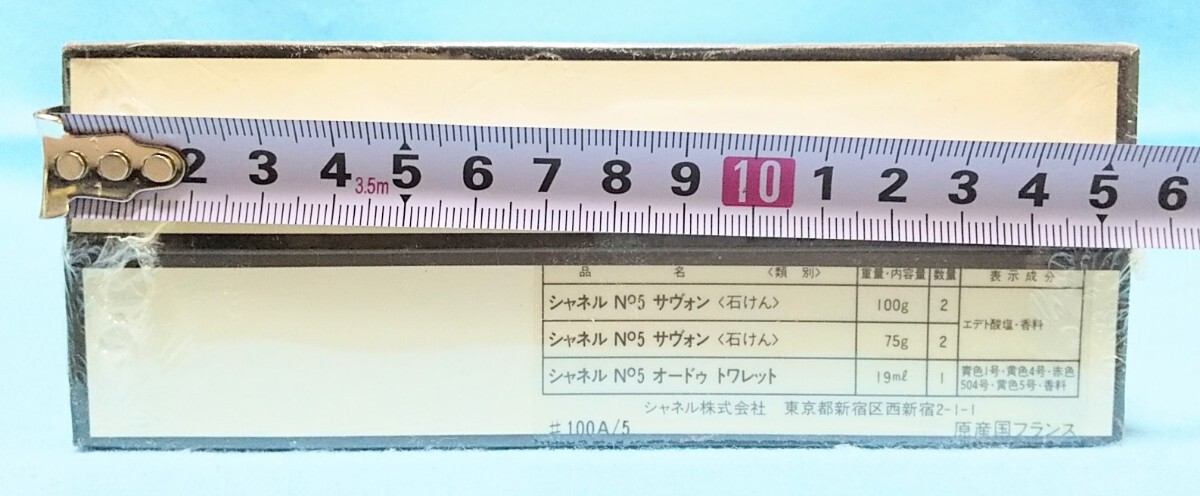 2 3 4 3.5m 5 6 7 8 9 10 1 2 3 4 5 6
品 名 〈類 別〉 重量・内容量 数量 表示成分
シャネル Nº5 サヴォン〈石けん〉 100g 2 エデト酸塩・香料
シャネル Nº5 サヴォン〈石けん〉 75g 2
シャネル Nº5 オードゥ トワレット 19ml 1 青色1号・黄色4号・赤色
504号・黄色5号・香料
シャネル株式会社 東京都新宿区西新宿2-1-1
♯100A/5 原産国フランス